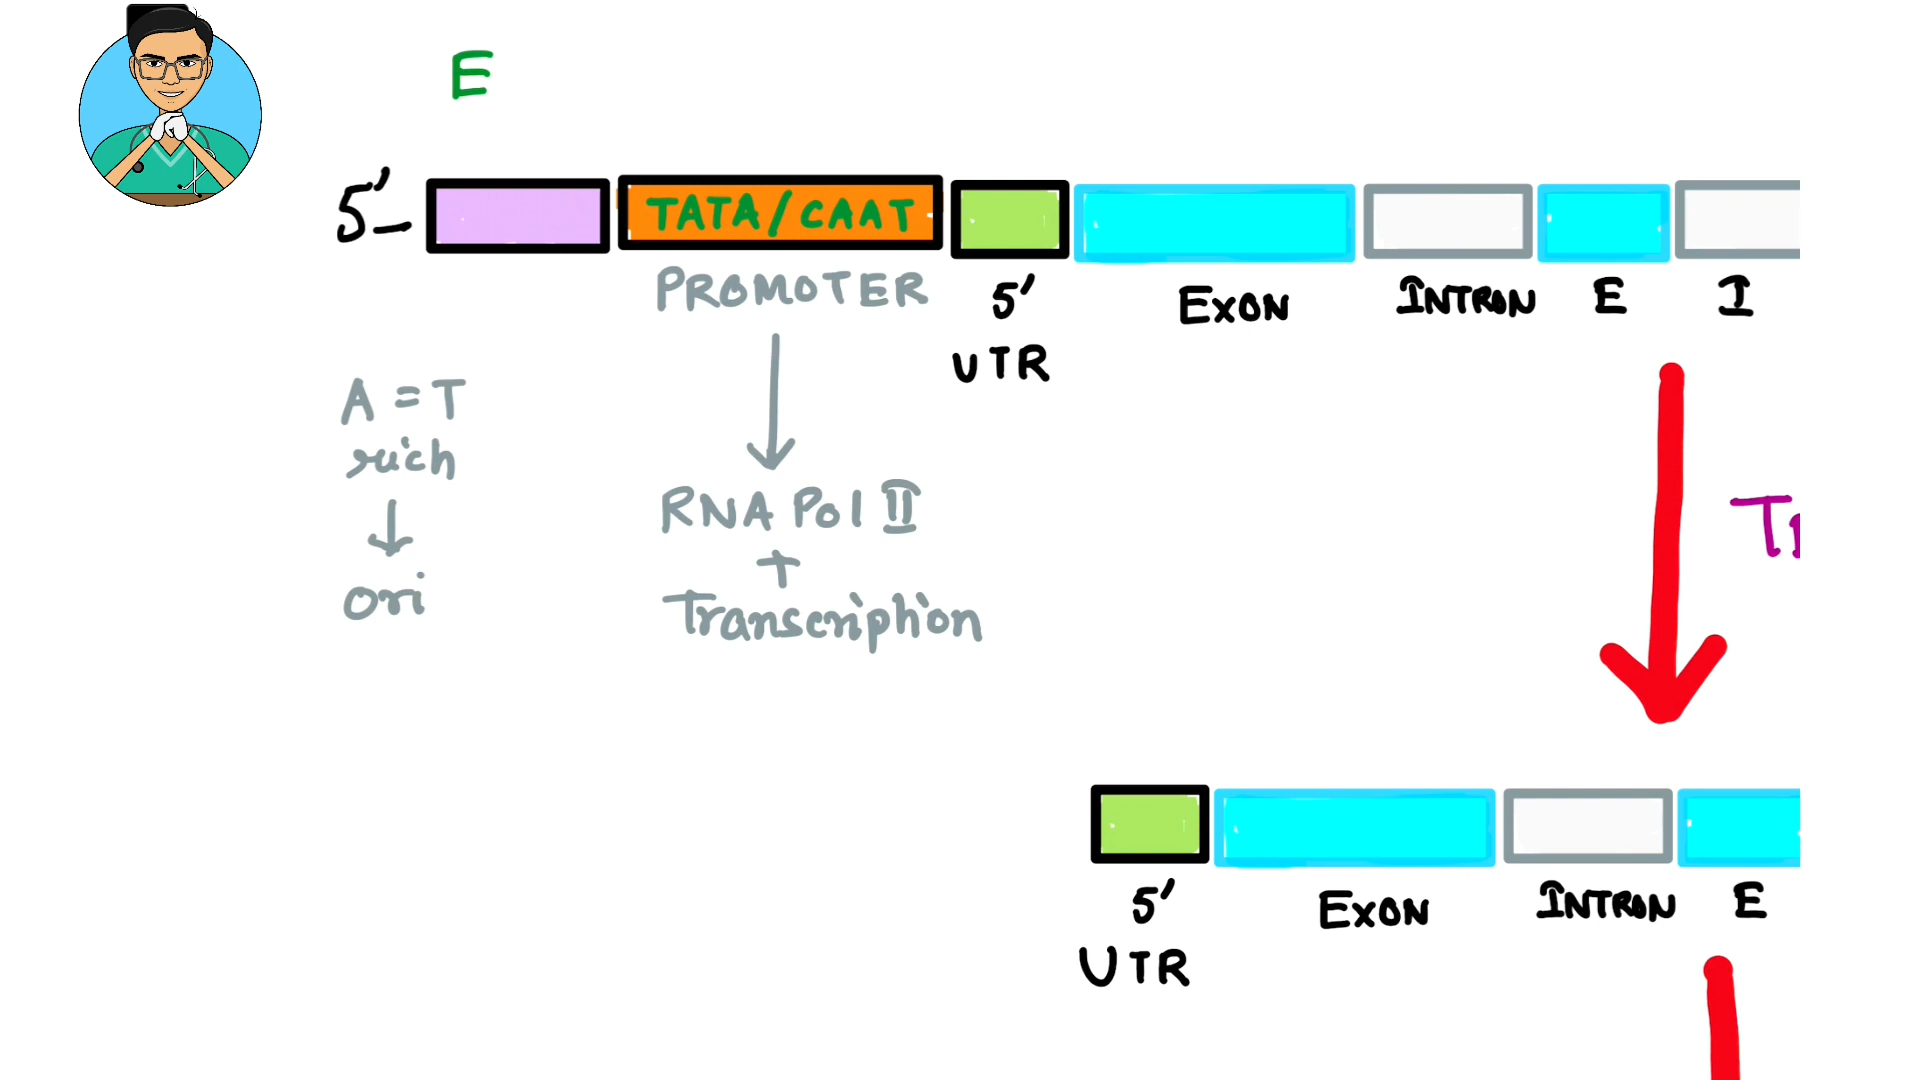 E
5'
TATA/CAAT
PROMOTER
5'
UTR
EXON
INTRON
E
I
A = T
rich
ori
RNA Pol II
+
Transcription
5'
UTR
EXON
INTRON
E